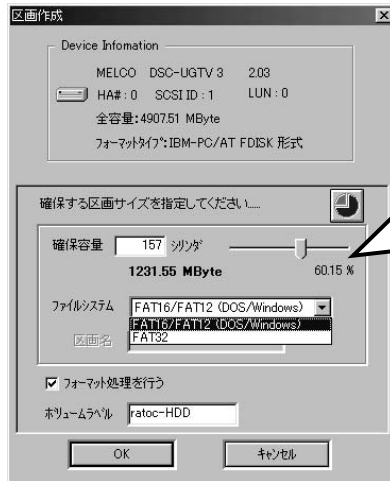 区画作成
Device Infomation
MELCO DSC-UGTV 3 2.03
HA#: 0 SCSI ID : 1 LUN : 0
全容量: 4907.51 MByte
フォーマットタイプ: IBM-PC/AT FDISK 形式
確保する区画サイズを指定してください....
確保容量 157 シリンダ
1231.55 MByte 60.15 %
ファイルシステム FAT16/FAT12 (DOS/Windows)
FAT16/FAT12 (DOS/Windows)
FAT32
区画名
フォーマット処理を行う
ボリュームラベル ratoc-HDD
OK キャンセル